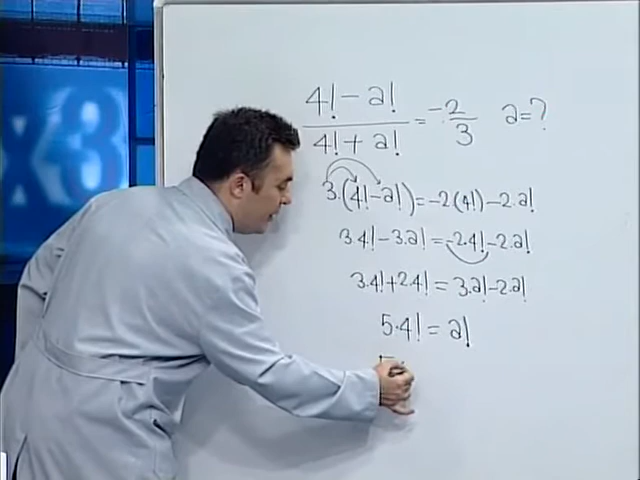 4! - a! / 4! + a! = -2/3 a=?
3.(4! - a!) = -2(4!) - 2.a!
3.4! - 3.a! = -2.4! - 2.a!
3.4! + 2.4! = 3.a! - 2.a!
5.4! = a!
x3